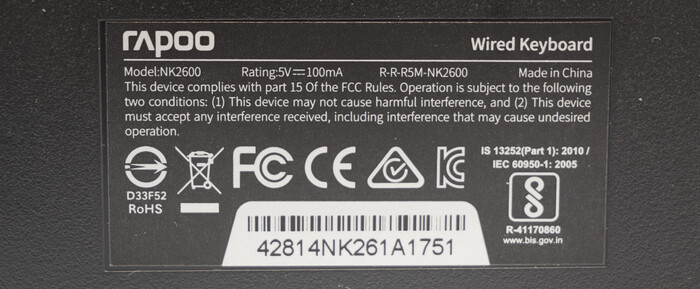 rapoo
Wired Keyboard
Model:NK2600 Rating:5V⎓100mA R-R-R5M-NK2600 Made in China
This device complies with part 15 Of the FCC Rules. Operation is subject to the following
two conditions: (1) This device may not cause harmful interference, and (2) This device
must accept any interference received, including interference that may cause undesired
operation.
D33F52
RoHS
FC CE
IS 13252(Part 1): 2010 /
IEC 60950-1: 2005
R-41170860
www.bis.gov.in
42814NK261A1751